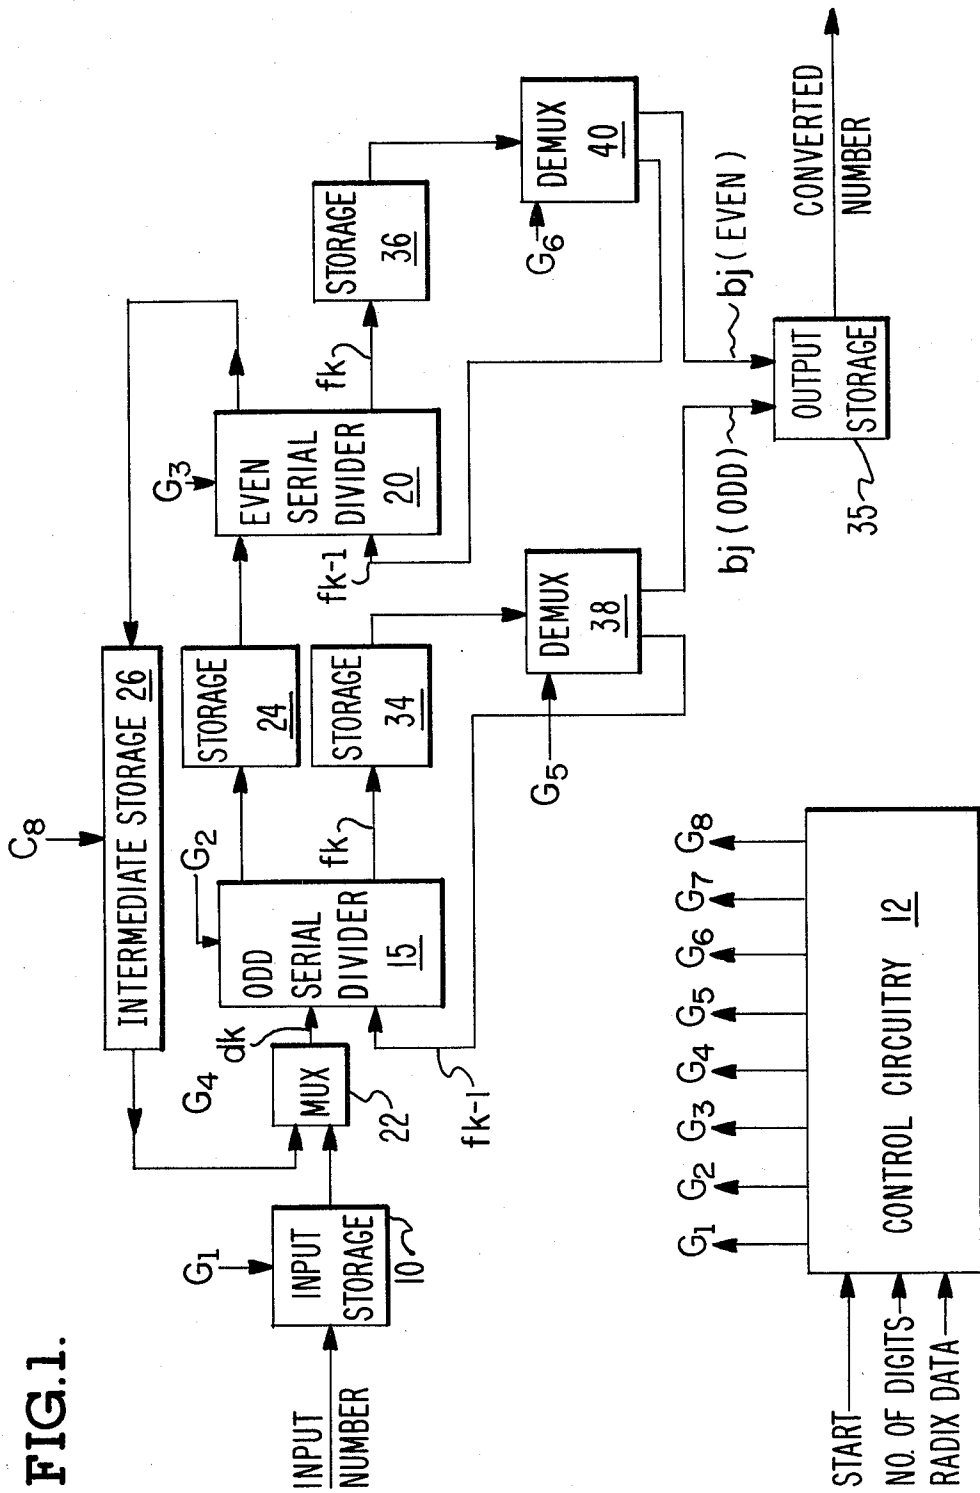 FIG.1.
C8
INTERMEDIATE STORAGE 26
G1
G4
G2
G3
INPUT
NUMBER
INPUT
STORAGE
10
MUX
22
dk
ODD
SERIAL
DIVIDER
15
STORAGE
24
EVEN
SERIAL
DIVIDER
20
fk
STORAGE
34
fk-1
fk
STORAGE
36
fk-1
G5
DEMUX
38
G6
DEMUX
40
bj(ODD)
bj(EVEN)
35
OUTPUT
STORAGE
CONVERTED
NUMBER
G1 G2 G3 G4 G5 G6 G7 G8
START
NO. OF DIGITS
RADIX DATA
CONTROL CIRCUITRY 12